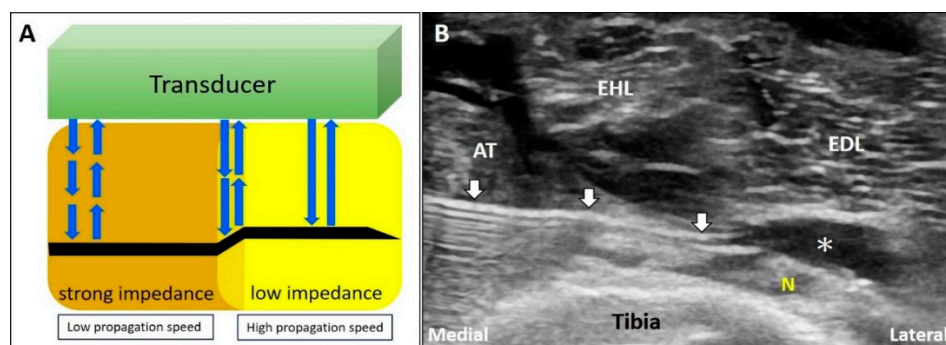 A
Transducer
strong impedance
low impedance
Low propagation speed
High propagation speed
B
EHL
EDL
AT
*
N
Tibia
Medial
Lateral